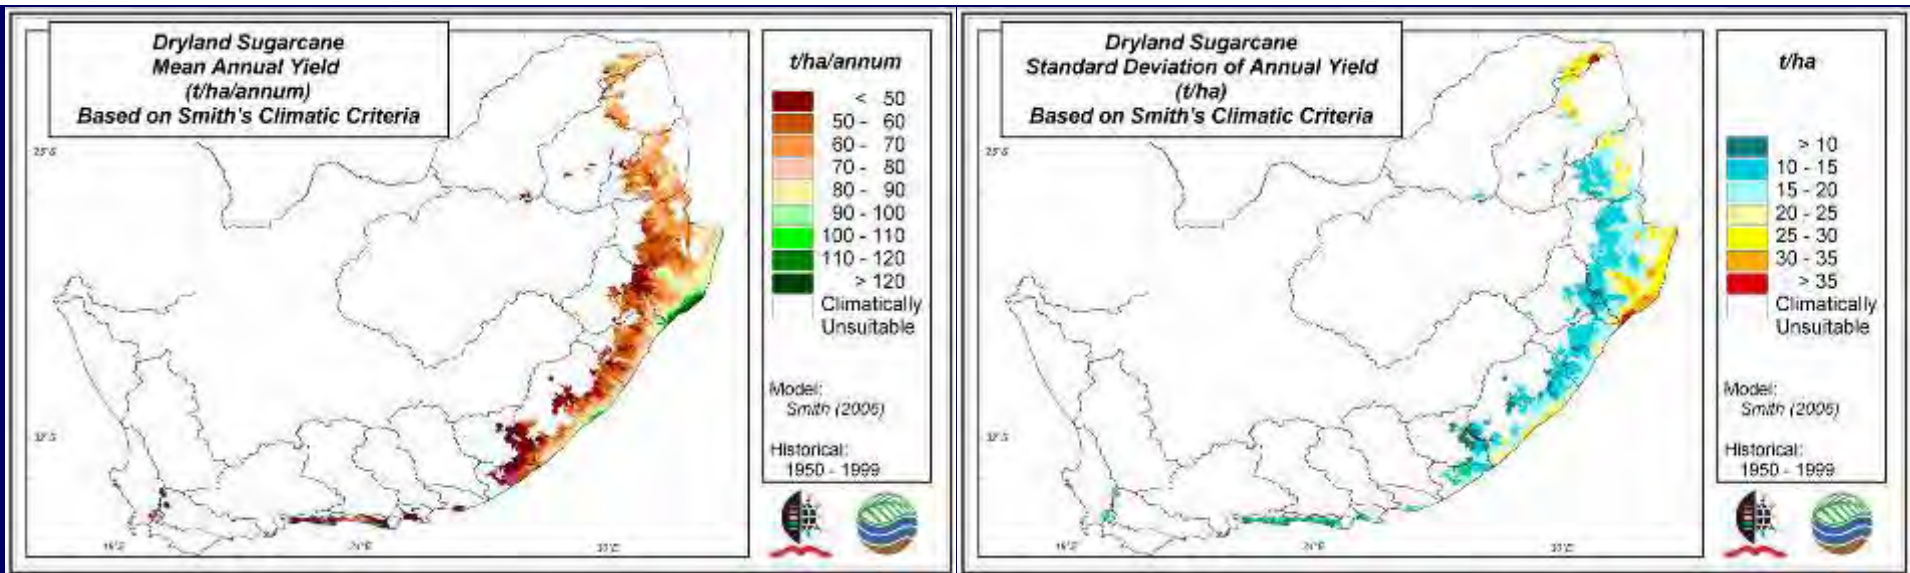 Dryland Sugarcane
Mean Annual Yield
(t/ha/annum)
Based on Smith's Climatic Criteria
t/ha/annum
< 50
50 - 60
60 - 70
70 - 80
80 - 90
90 - 100
100 - 110
110 - 120
> 120
Climatically
Unsuitable
Model:
Smith (2006)
Historical:
1950 - 1999
Dryland Sugarcane
Standard Deviation of Annual Yield
(t/ha)
Based on Smith's Climatic Criteria
t/ha
> 10
10 - 15
15 - 20
20 - 25
25 - 30
30 - 35
> 35
Climatically
Unsuitable
Model:
Smith (2006)
Historical:
1950 - 1999